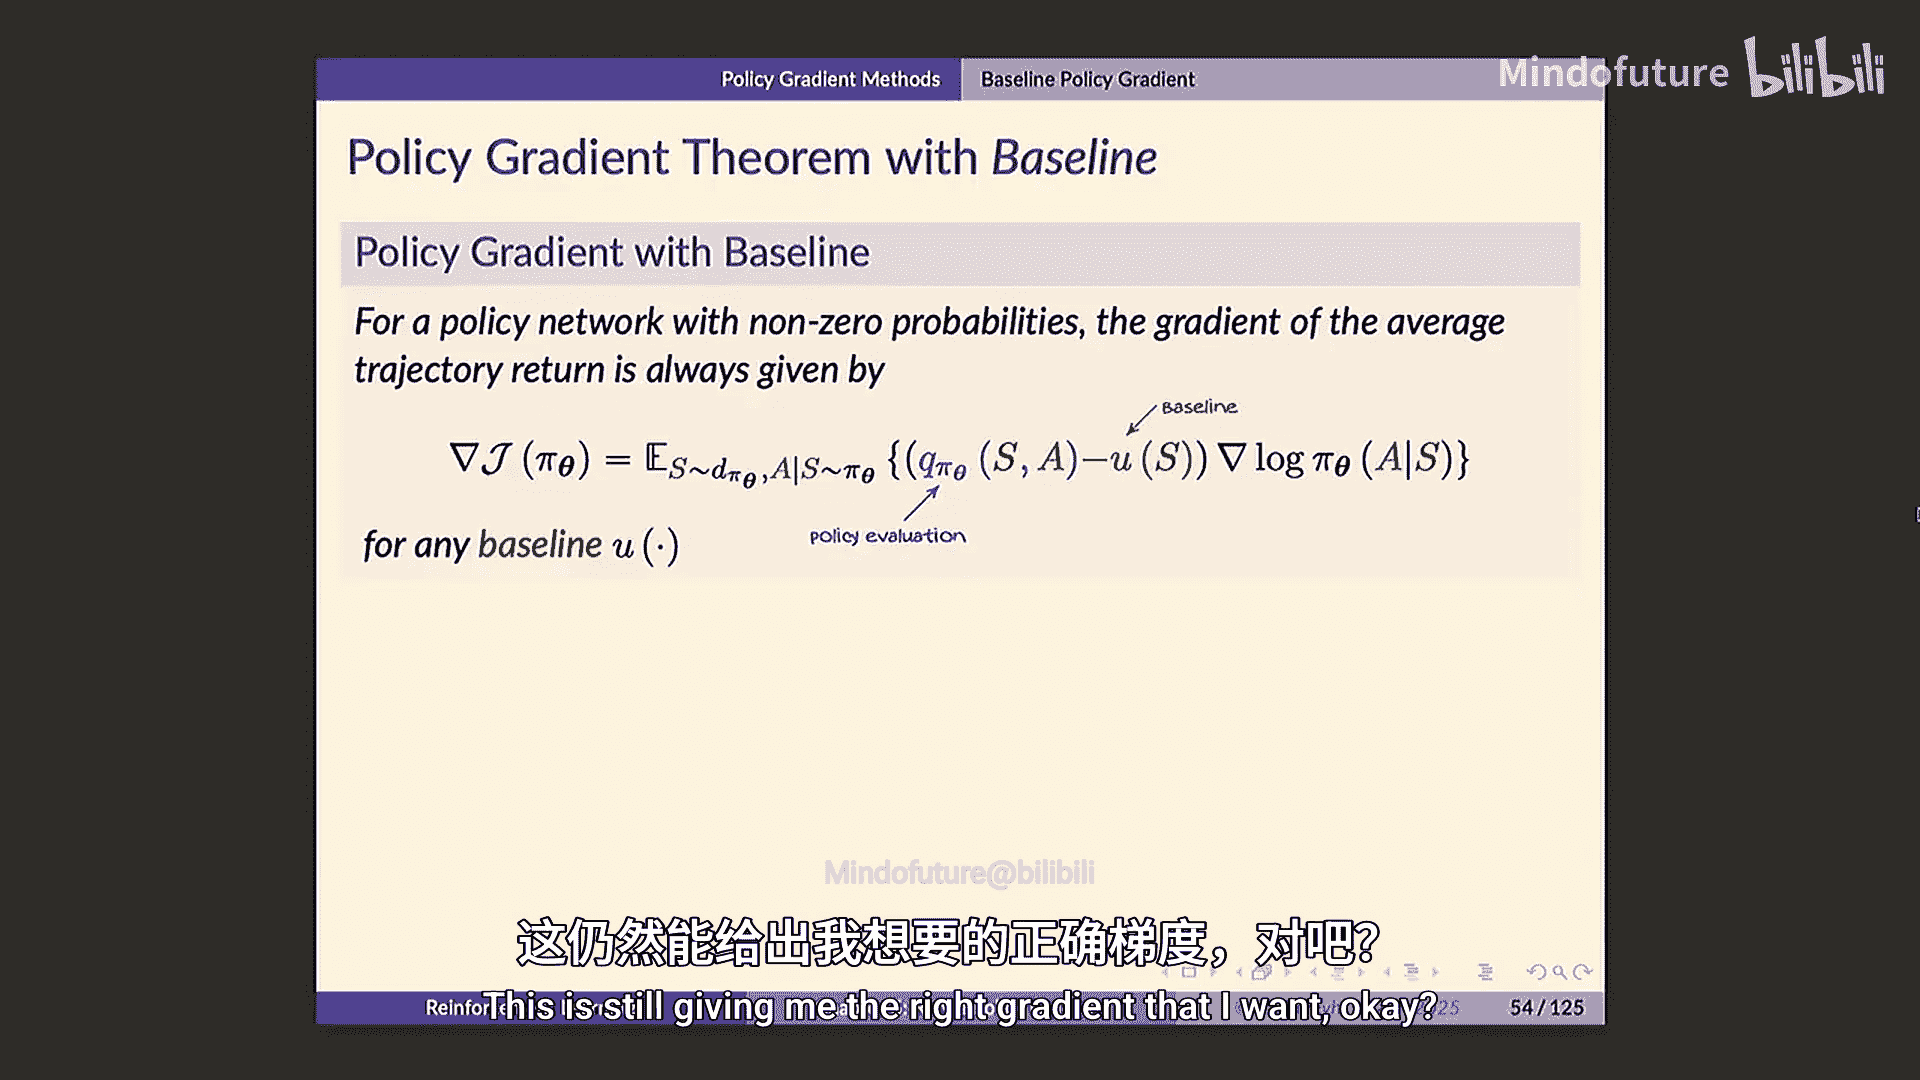 Policy Gradient Methods
Baseline Policy Gradient
Mindofuture bilibili
Policy Gradient Theorem with Baseline
Policy Gradient with Baseline
For a policy network with non-zero probabilities, the gradient of the average
trajectory return is always given by
Baseline
∇𝒥(π_θ) = 𝔼_{S∼d_{π_θ}, A|S∼π_θ} {(q_{π_θ}(S, A)−u(S)) ∇ log π_θ(A|S)}
policy evaluation
for any baseline u(·)
Mindofuture@bilibili
这仍然能给出我想要的正确梯度，对吧？
This is still giving me the right gradient that I want, okay?
54 / 125